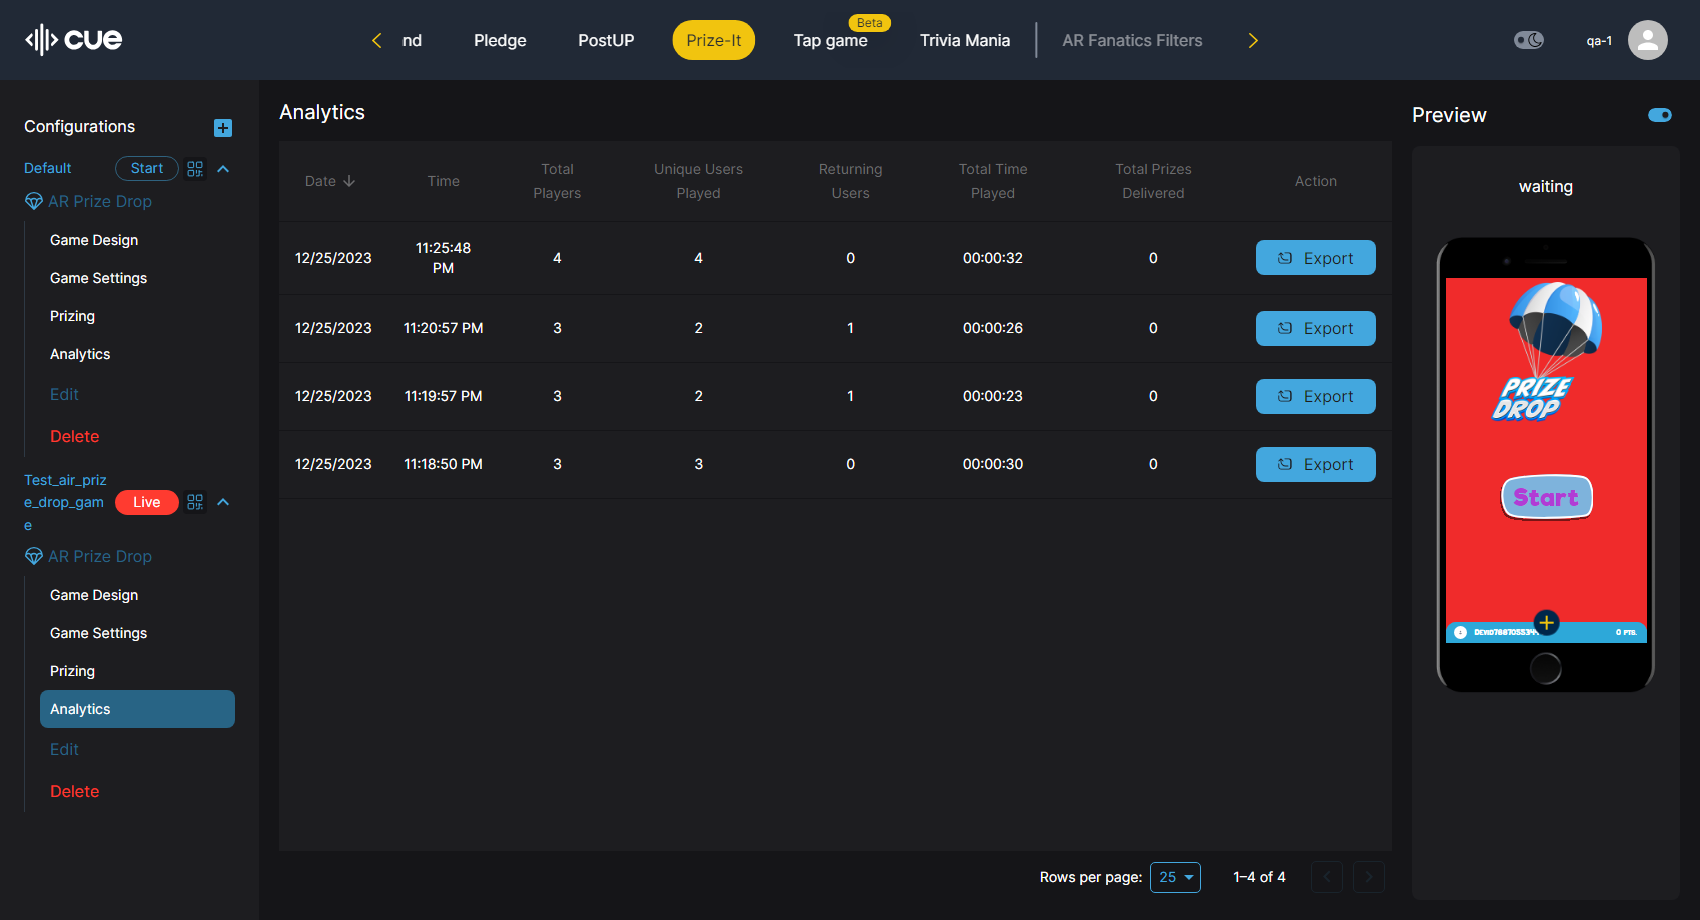 cue
nd
Pledge
PostUP
Prize-It
Beta
Tap game
Trivia Mania
AR Fanatics Filters
qa-1
Configurations
Default
Start
AR Prize Drop
Game Design
Game Settings
Prizing
Analytics
Edit
Delete
Test_air_priz
e_drop_gam
e
Live
AR Prize Drop
Game Design
Game Settings
Prizing
Analytics
Edit
Delete
Analytics
Date
Time
Total
Players
Unique Users
Played
Returning
Users
Total Time
Played
Total Prizes
Delivered
Action
12/25/2023
11:25:48
PM
4
4
0
00:00:32
0
Export
12/25/2023
11:20:57 PM
3
2
1
00:00:26
0
Export
12/25/2023
11:19:57 PM
3
2
1
00:00:23
0
Export
12/25/2023
11:18:50 PM
3
3
0
00:00:30
0
Export
Rows per page:
25
1–4 of 4
Preview
waiting
PRIZE
DROP
Start
0 PTS.